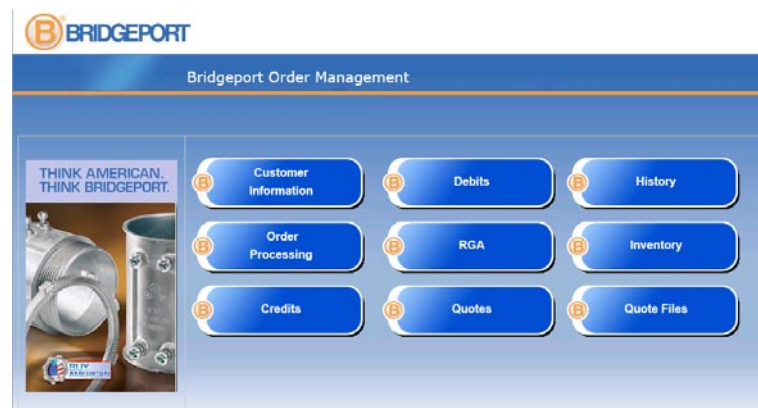 B BRIDGEPORT
Bridgeport Order Management
THINK AMERICAN.
THINK BRIDGEPORT.
B Customer
Information
B Debits
B History
B Order
Processing
B RGA
B Inventory
B Credits
B Quotes
B Quote Files
BUY
AMERICAN